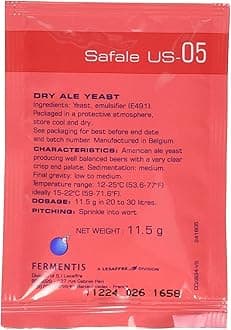 Safale US-05
DRY ALE YEAST
Ingredients: Yeast, emulsifier (E491).
Packaged in a protective atmosphere,
store cool and dry.
See packaging for best before end date
and batch number. Manufactured in Belgium
CHARACTERISTICS: American ale yeast
producing well balanced beers with a very clean-
crisp palate. Sedimentation: medium.
Final gravity: low to medium.
Temperature range: 12-25°C (53.6-77°F)
ideally 15-22°C (59-71.6°F).
DOSAGE: 11.5 g in 20 to 30 liters.
PITCHING: Sprinkle into wort.
NET WEIGHT: 11.5 g
FERMENTIS
A LESAFFRE DIVISION
11224 026 1658